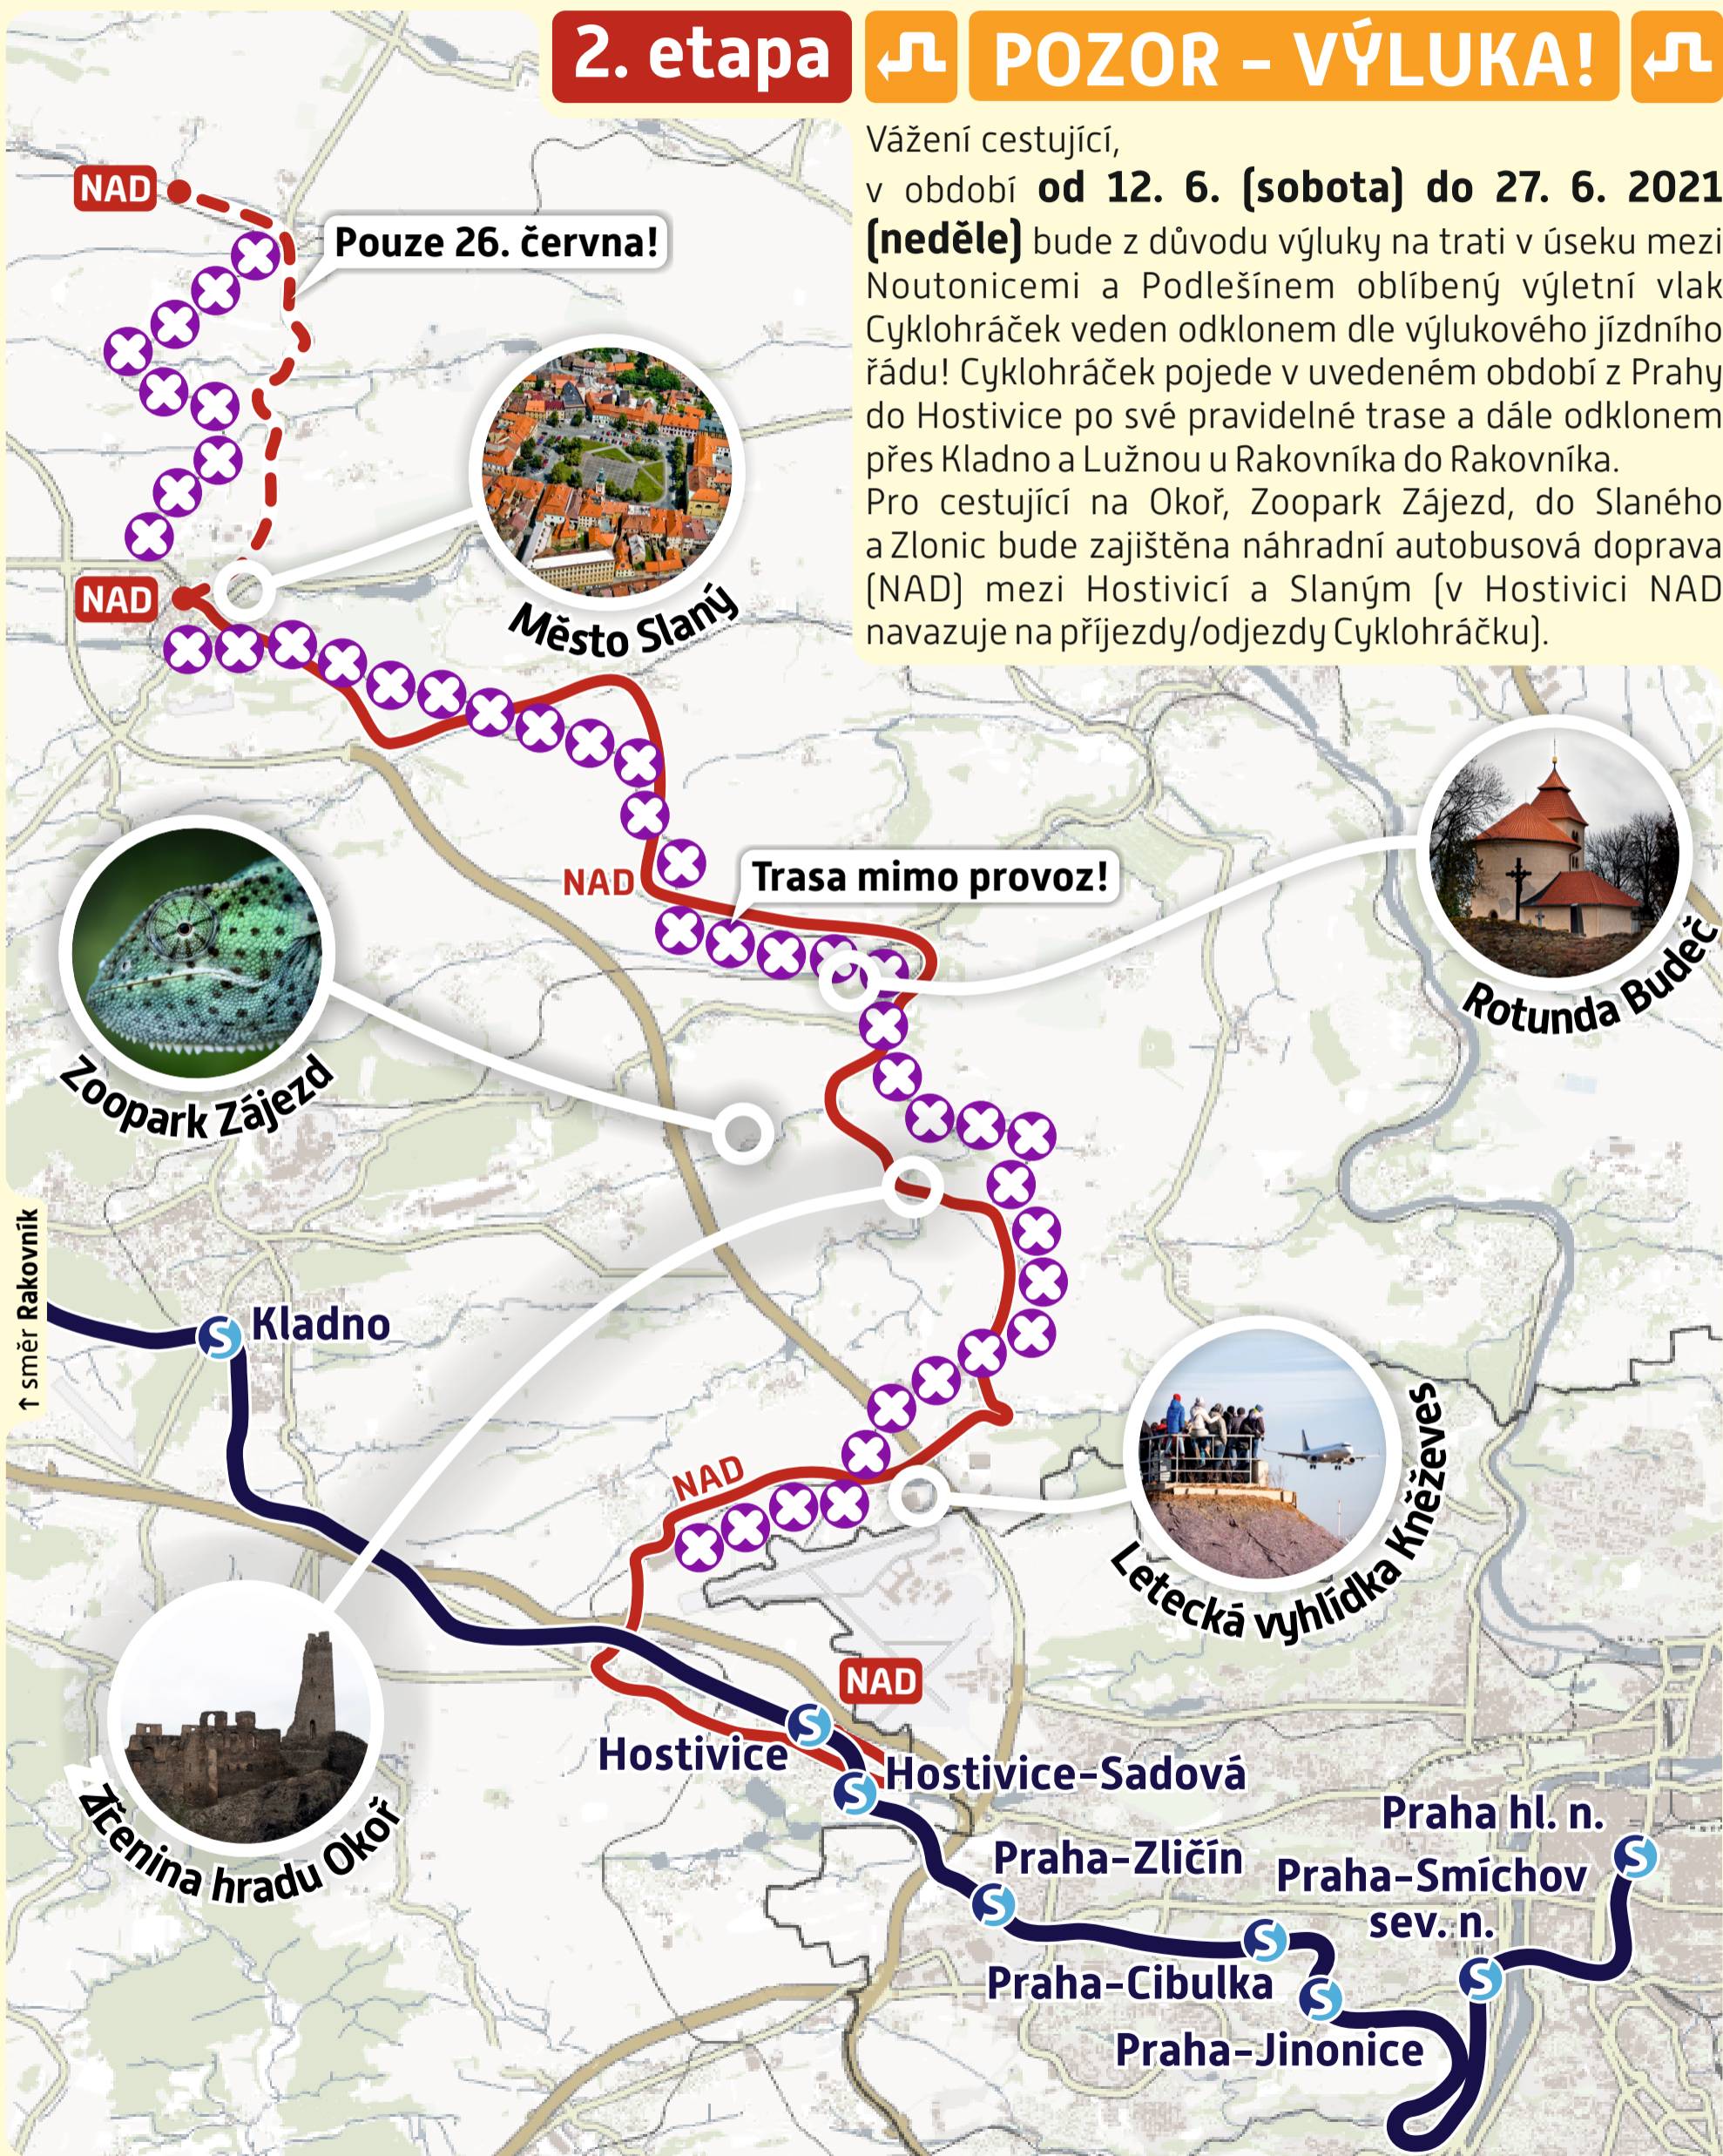 2. etapa
POZOR – VÝLUKA!
Vážení cestující,
v období od 12. 6. (sobota) do 27. 6. 2021
(neděle) bude z důvodu výluky na trati v úseku mezi
Noutonicemi a Podlešínem oblíbený výletní vlak
Cyklohráček veden odklonem dle výlukového jízdního
řádu! Cyklohráček pojede v uvedeném období z Prahy
do Hostivice po své pravidelné trase a dále odklonem
přes Kladno a Lužnou u Rakovníka do Rakovníka.
Pro cestující na Okoř, Zoopark Zájezd, do Slaného
a Zlonic bude zajištěna náhradní autobusová doprava
(NAD) mezi Hostivicí a Slaným (v Hostivici NAD
navazuje na příjezdy/odjezdy Cyklohráčku).
NAD
Pouze 26. června!
NAD
Město Slaný
NAD
Trasa mimo provoz!
Rotunda Budeč
Zoopark Zájezd
↑ směr Rakovník
S Kladno
NAD
Letecká vyhlídka Kněževes
NAD
S
Hostivice
S Hostivice-Sadová
Zřícenina hradu Okoř
Praha hl. n.
S
Praha-Zličín
S
Praha-Smíchov
sev. n.
S
S
Praha-Cibulka
S
Praha-Jinonice